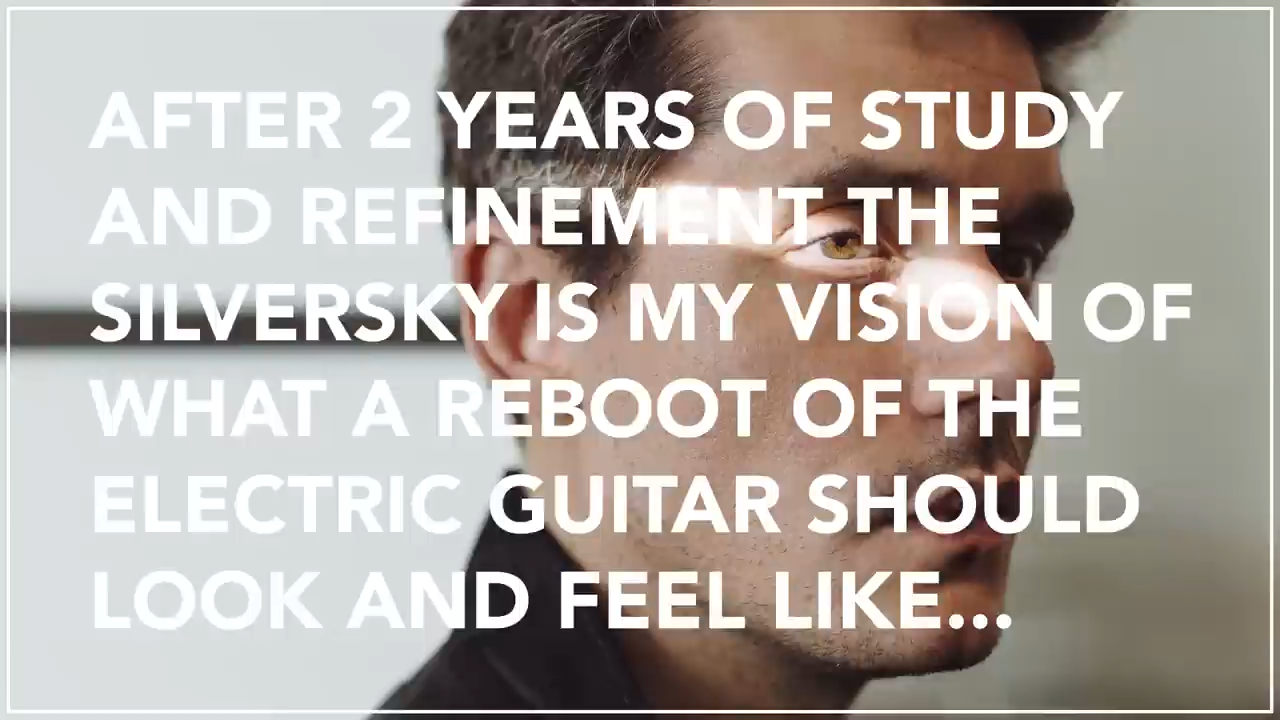 AFTER 2 YEARS OF STUDY
AND REFINEMENT THE
SILVERSKY IS MY VISION OF
WHAT A REBOOT OF THE
ELECTRIC GUITAR SHOULD
LOOK AND FEEL LIKE...